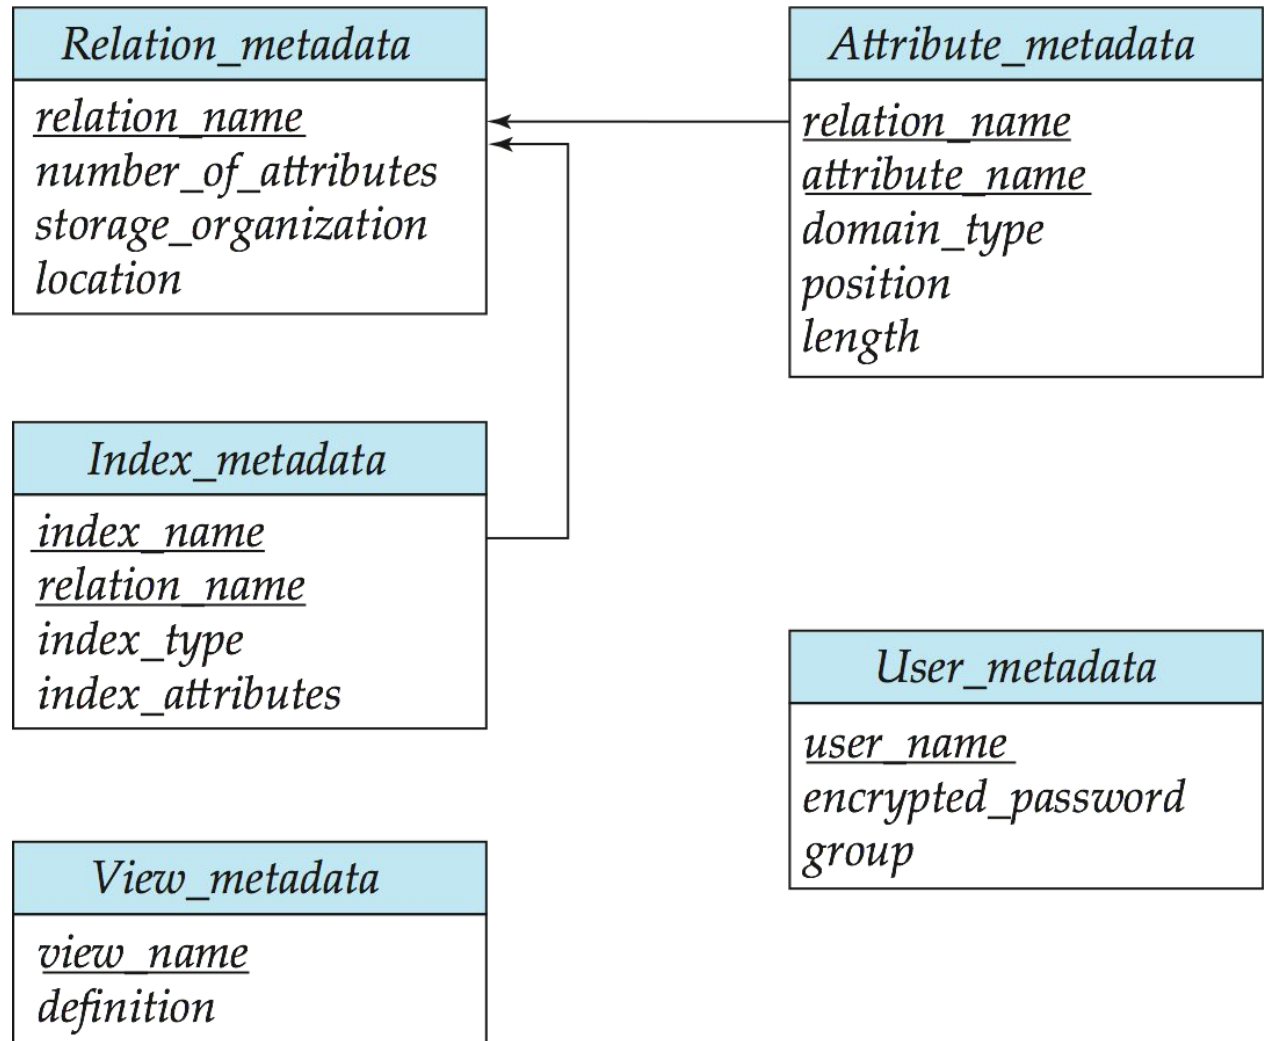 Relation_metadata
relation_name
number_of_attributes
storage_organization
location
Attribute_metadata
relation_name
attribute_name
domain_type
position
length
Index_metadata
index_name
relation_name
index_type
index_attributes
User_metadata
user_name
encrypted_password
group
View_metadata
view_name
definition